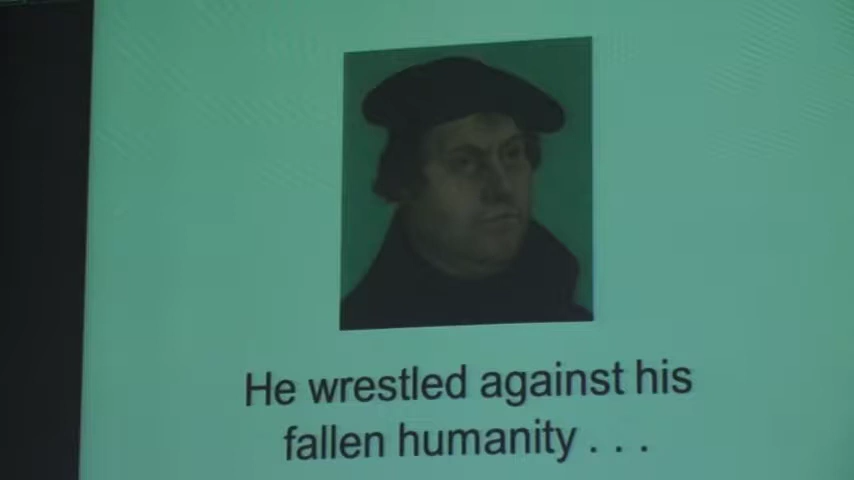 He wrestled against his
fallen humanity . . .